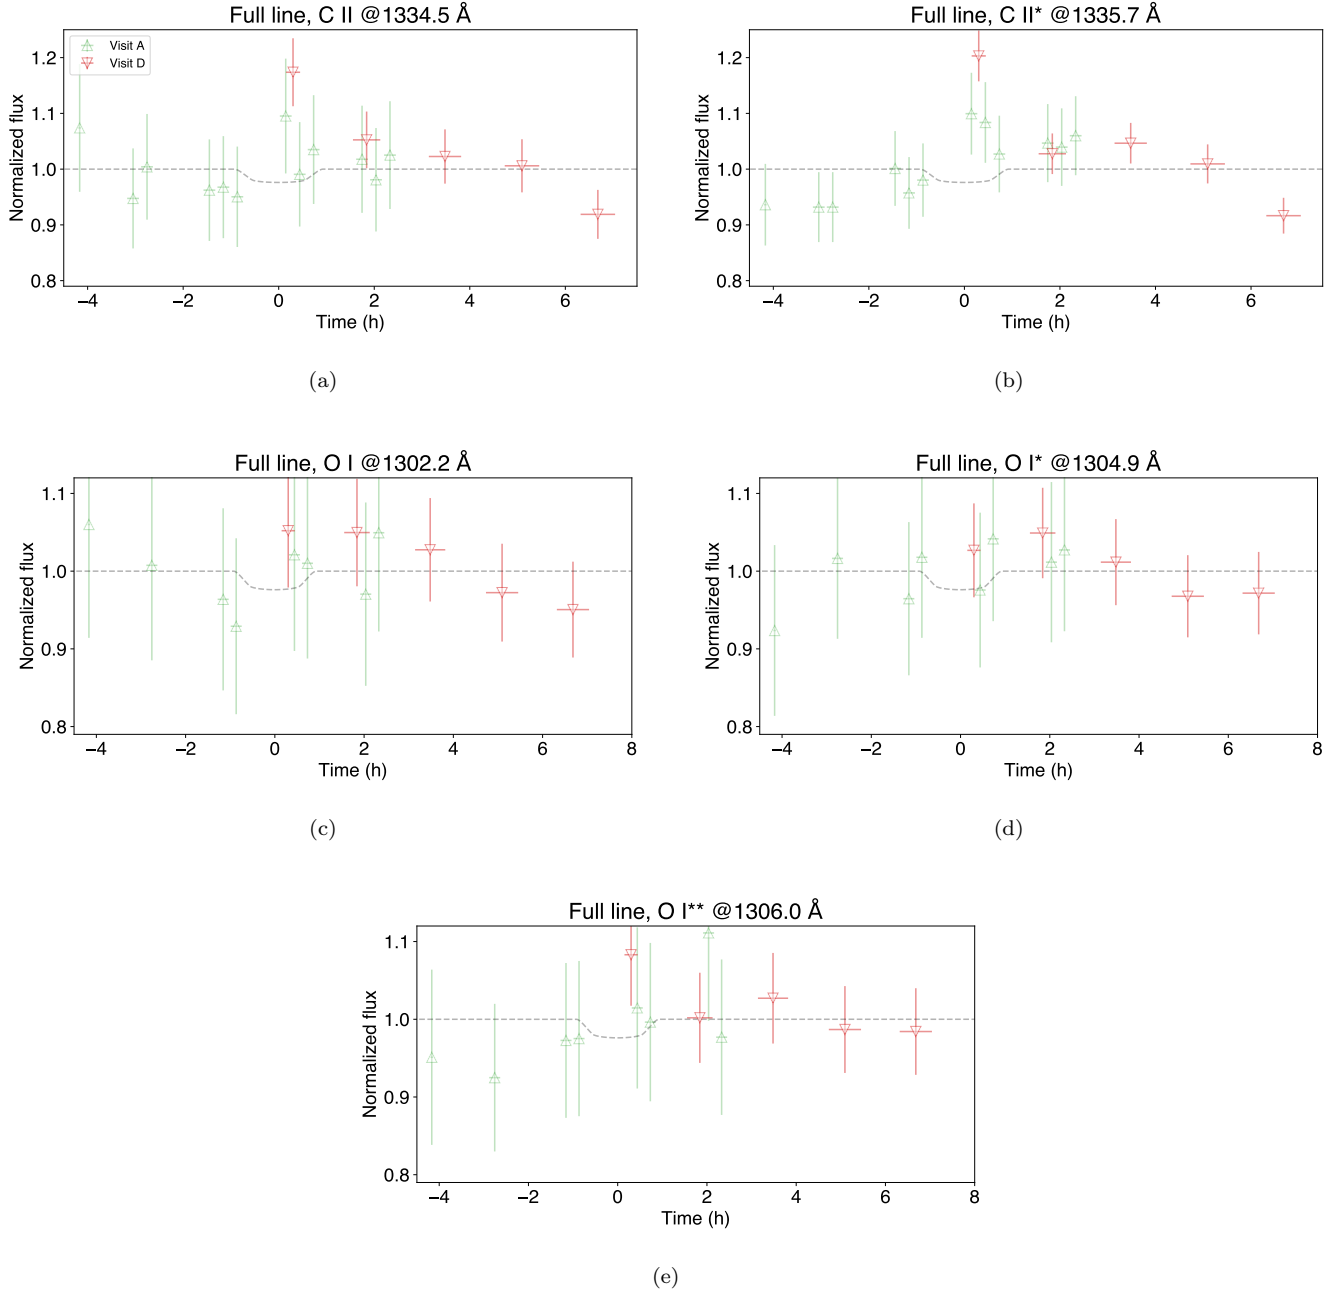 Full line, C II @1334.5 Å
Normalized flux
1.2
1.1
1.0
0.9
0.8
Visit A
Visit D
−4
−2
0
2
4
6
Time (h)
(a)
Full line, C II* @1335.7 Å
Normalized flux
1.2
1.1
1.0
0.9
0.8
−4
−2
0
2
4
6
Time (h)
(b)
Full line, O I @1302.2 Å
Normalized flux
1.1
1.0
0.9
0.8
−4
−2
0
2
4
6
8
Time (h)
(c)
Full line, O I* @1304.9 Å
Normalized flux
1.1
1.0
0.9
0.8
−4
−2
0
2
4
6
8
Time (h)
(d)
Full line, O I** @1306.0 Å
Normalized flux
1.1
1.0
0.9
0.8
−4
−2
0
2
4
6
8
Time (h)
(e)